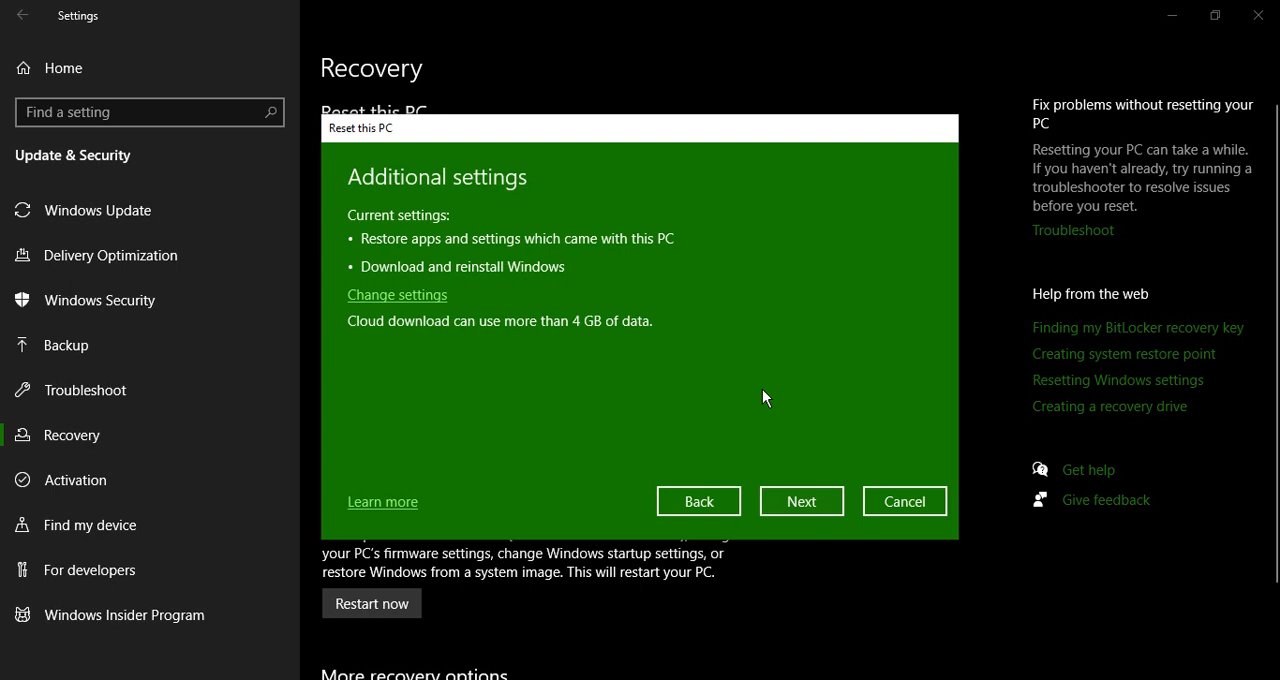 Settings
Home
Find a setting
Update & Security
Windows Update
Delivery Optimization
Windows Security
Backup
Troubleshoot
Recovery
Activation
Find my device
For developers
Windows Insider Program
Recovery
Reset this PC
Reset this PC
Additional settings
Current settings:
• Restore apps and settings which came with this PC
• Download and reinstall Windows
Change settings
Cloud download can use more than 4 GB of data.
Learn more
Back
Next
Cancel
your PC's firmware settings, change Windows startup settings, or
restore Windows from a system image. This will restart your PC.
Restart now
More recovery options
Fix problems without resetting your
PC
Resetting your PC can take a while.
If you haven't already, try running a
troubleshooter to resolve issues
before you reset.
Troubleshoot
Help from the web
Finding my BitLocker recovery key
Creating system restore point
Resetting Windows settings
Creating a recovery drive
Get help
Give feedback